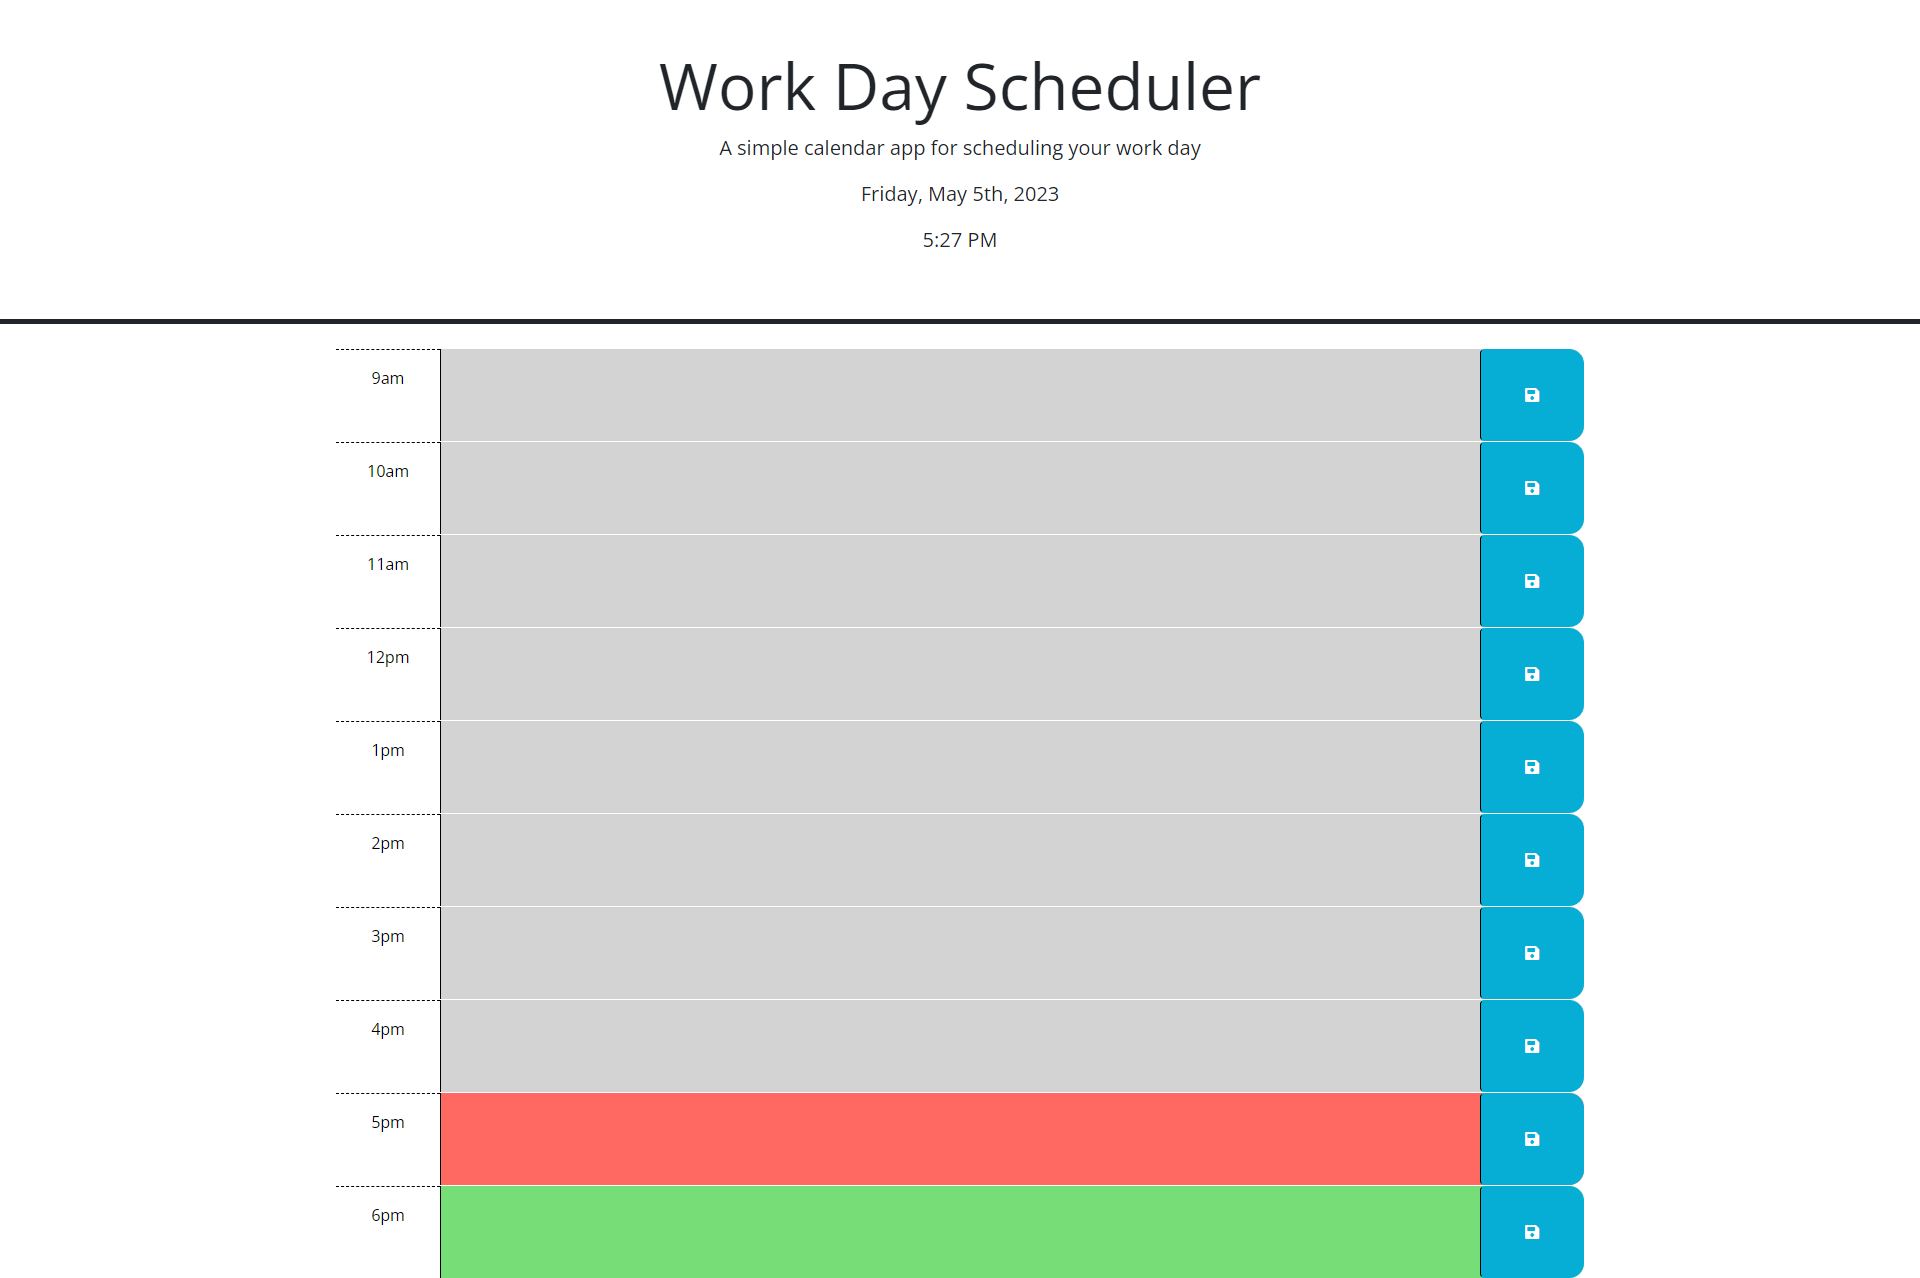 Work Day Scheduler
A simple calendar app for scheduling your work day
Friday, May 5th, 2023
5:27 PM
9am
10am
11am
12pm
1pm
2pm
3pm
4pm
5pm
6pm